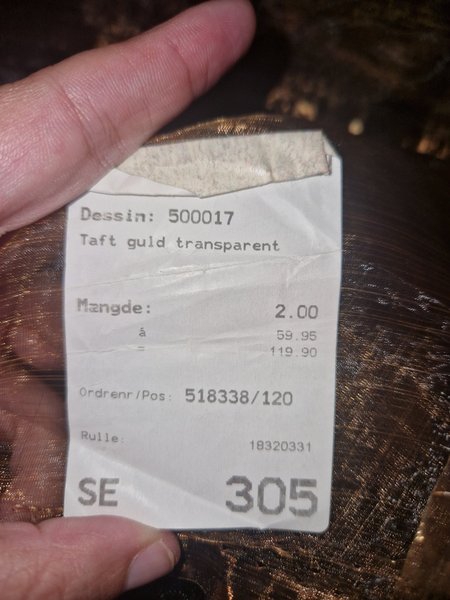 Dessin: 500017
Taft guld transparent
Mængde: 2.00
å 59.95
= 119.90
Ordrenr/Pos: 518338/120
Rulle: 18320331
SE 305